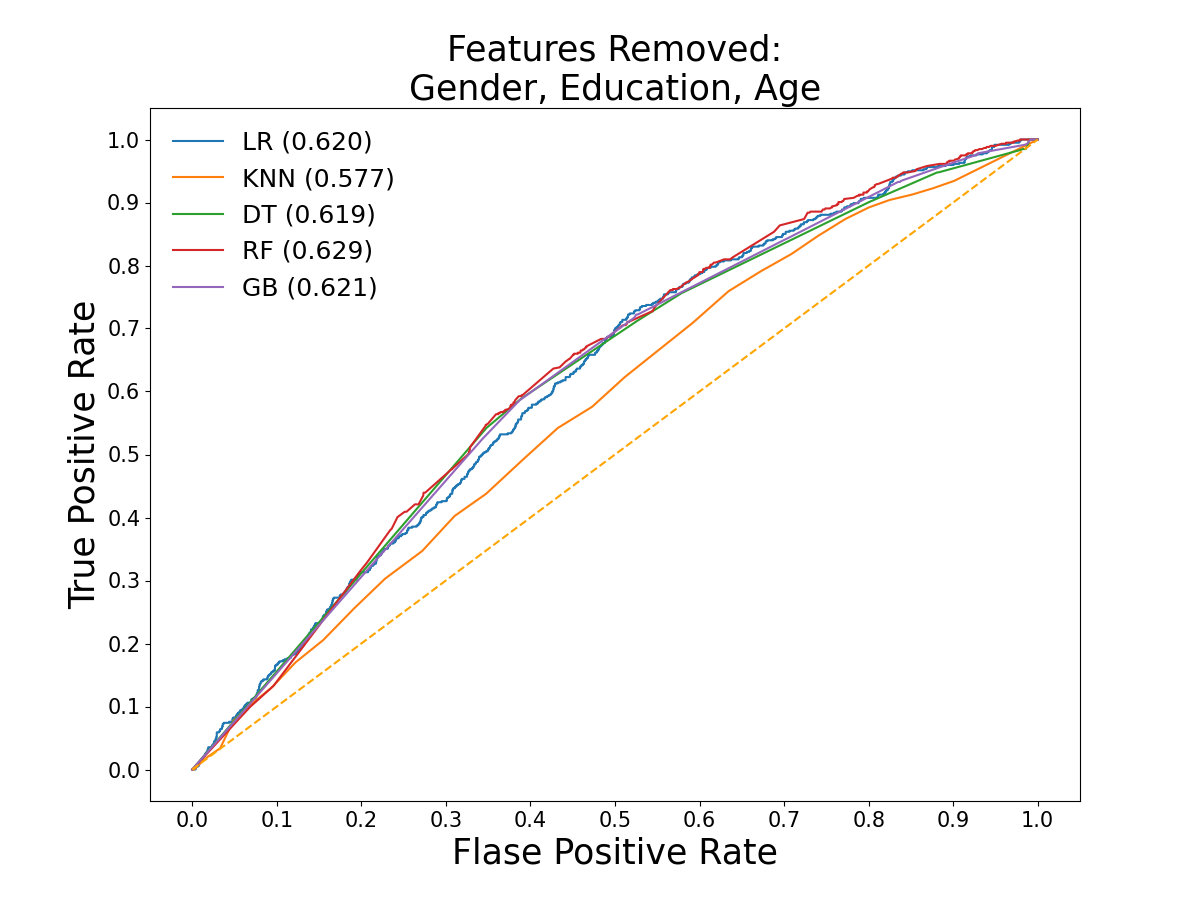 Features Removed:
Gender, Education, Age
LR (0.620)
KNN (0.577)
DT (0.619)
RF (0.629)
GB (0.621)
True Positive Rate
1.0
0.9
0.8
0.7
0.6
0.5
0.4
0.3
0.2
0.1
0.0
0.0 0.1 0.2 0.3 0.4 0.5 0.6 0.7 0.8 0.9 1.0
Flase Positive Rate